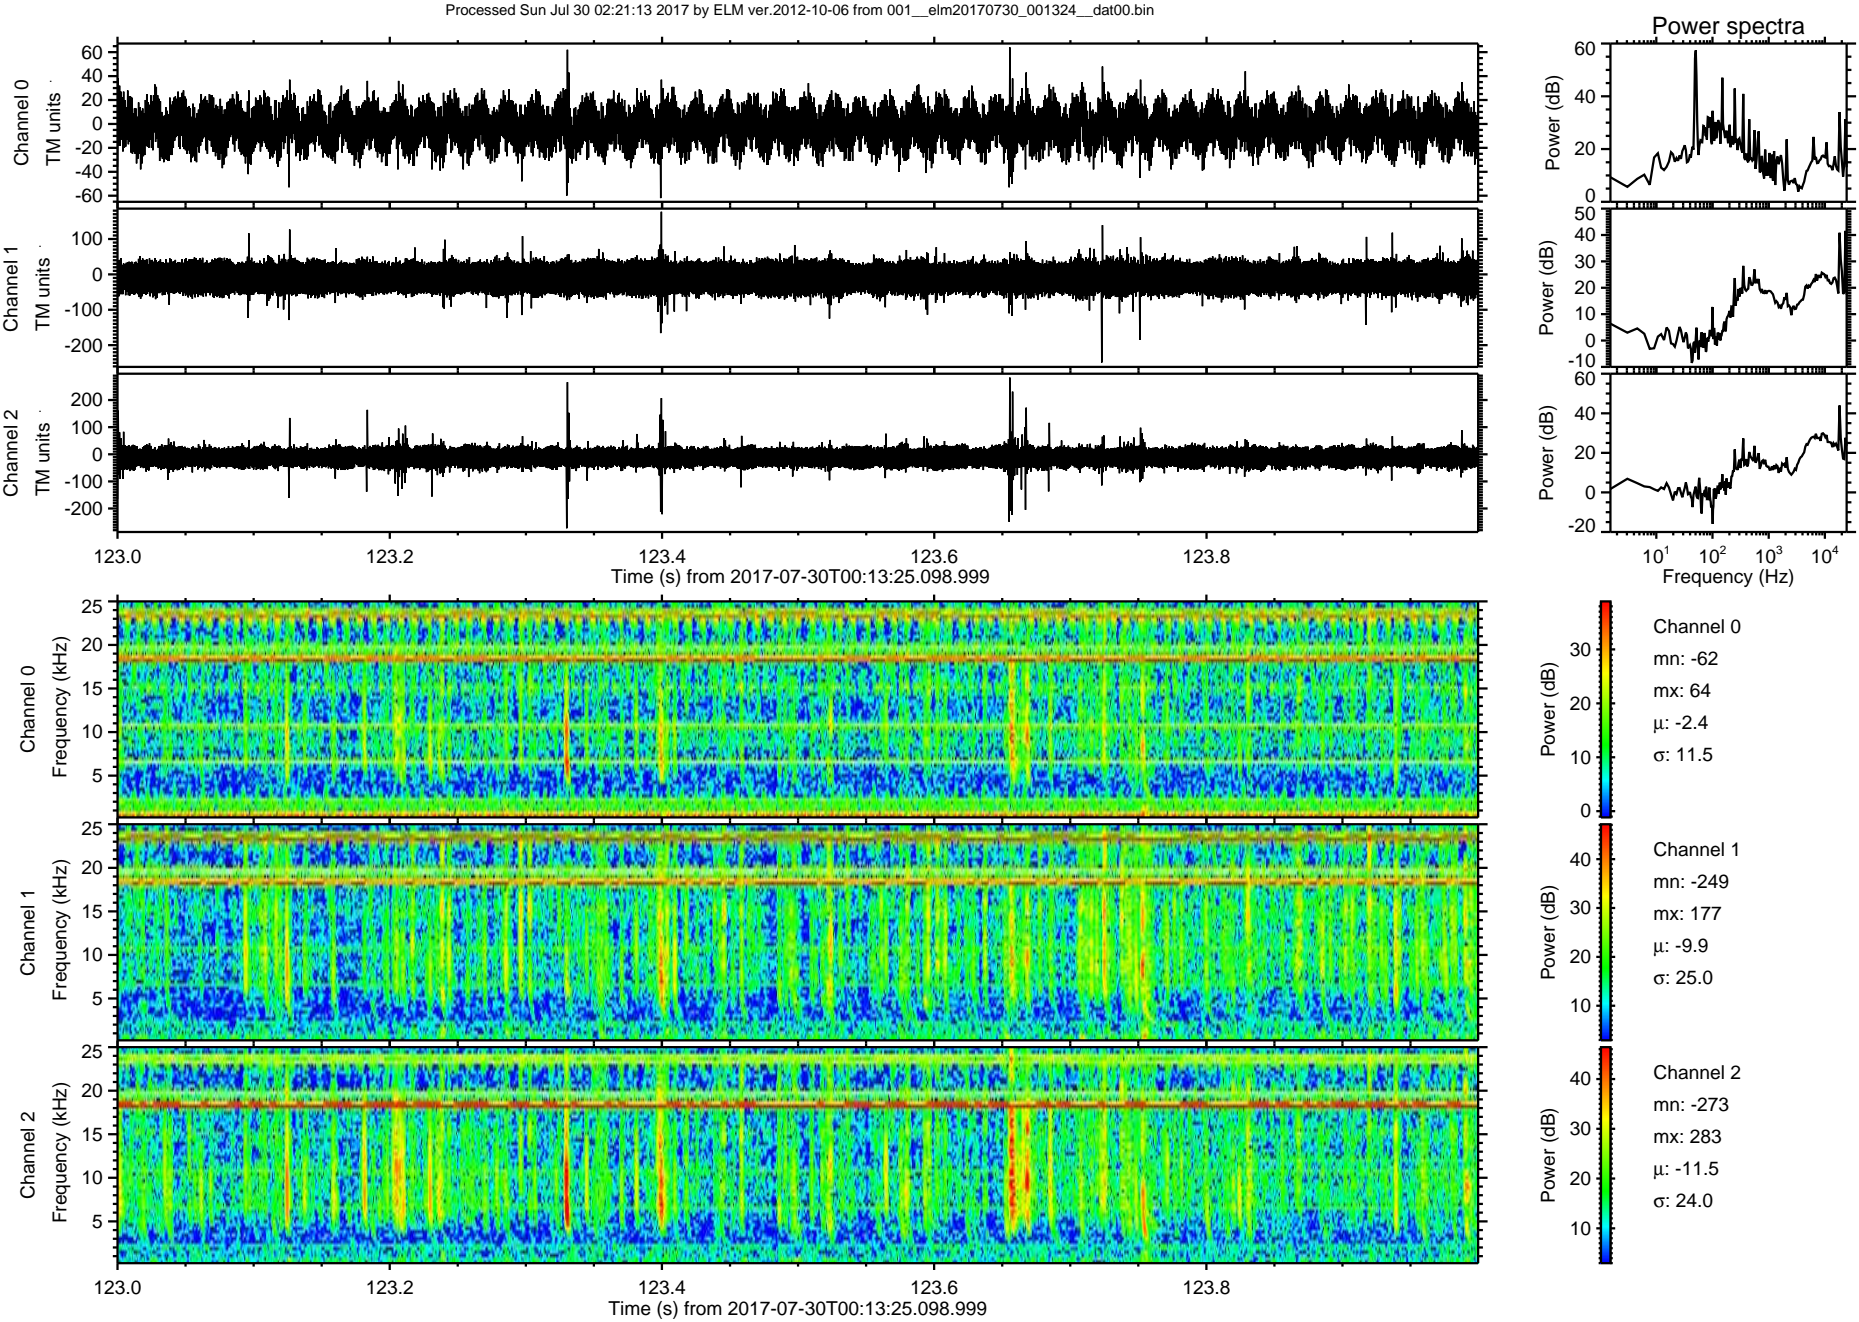 Processed Sun Jul 30 02:21:13 2017 by ELM ver.2012-10-06 from 001__elm20170730_001324__dat00.bin
Power spectra
Channel 0
TM units
60
40
20
0
-20
-40
-60
Power (dB)
60
40
20
0
Channel 1
TM units
100
0
-100
-200
Power (dB)
50
40
30
20
10
0
-10
Channel 2
TM units
200
100
0
-100
-200
Power (dB)
60
40
20
0
-20
123.0 123.2 123.4 123.6 123.8
Time (s) from 2017-07-30T00:13:25.098.999
10^1 10^2 10^3 10^4
Frequency (Hz)
Channel 0
Frequency (kHz)
25
20
15
10
5
Power (dB)
30
20
10
0
Channel 0
mn: -62
mx: 64
μ: -2.4
σ: 11.5
Channel 1
Frequency (kHz)
25
20
15
10
5
Power (dB)
40
30
20
10
Channel 1
mn: -249
mx: 177
μ: -9.9
σ: 25.0
Channel 2
Frequency (kHz)
25
20
15
10
5
Power (dB)
40
30
20
10
Channel 2
mn: -273
mx: 283
μ: -11.5
σ: 24.0
123.0 123.2 123.4 123.6 123.8
Time (s) from 2017-07-30T00:13:25.098.999